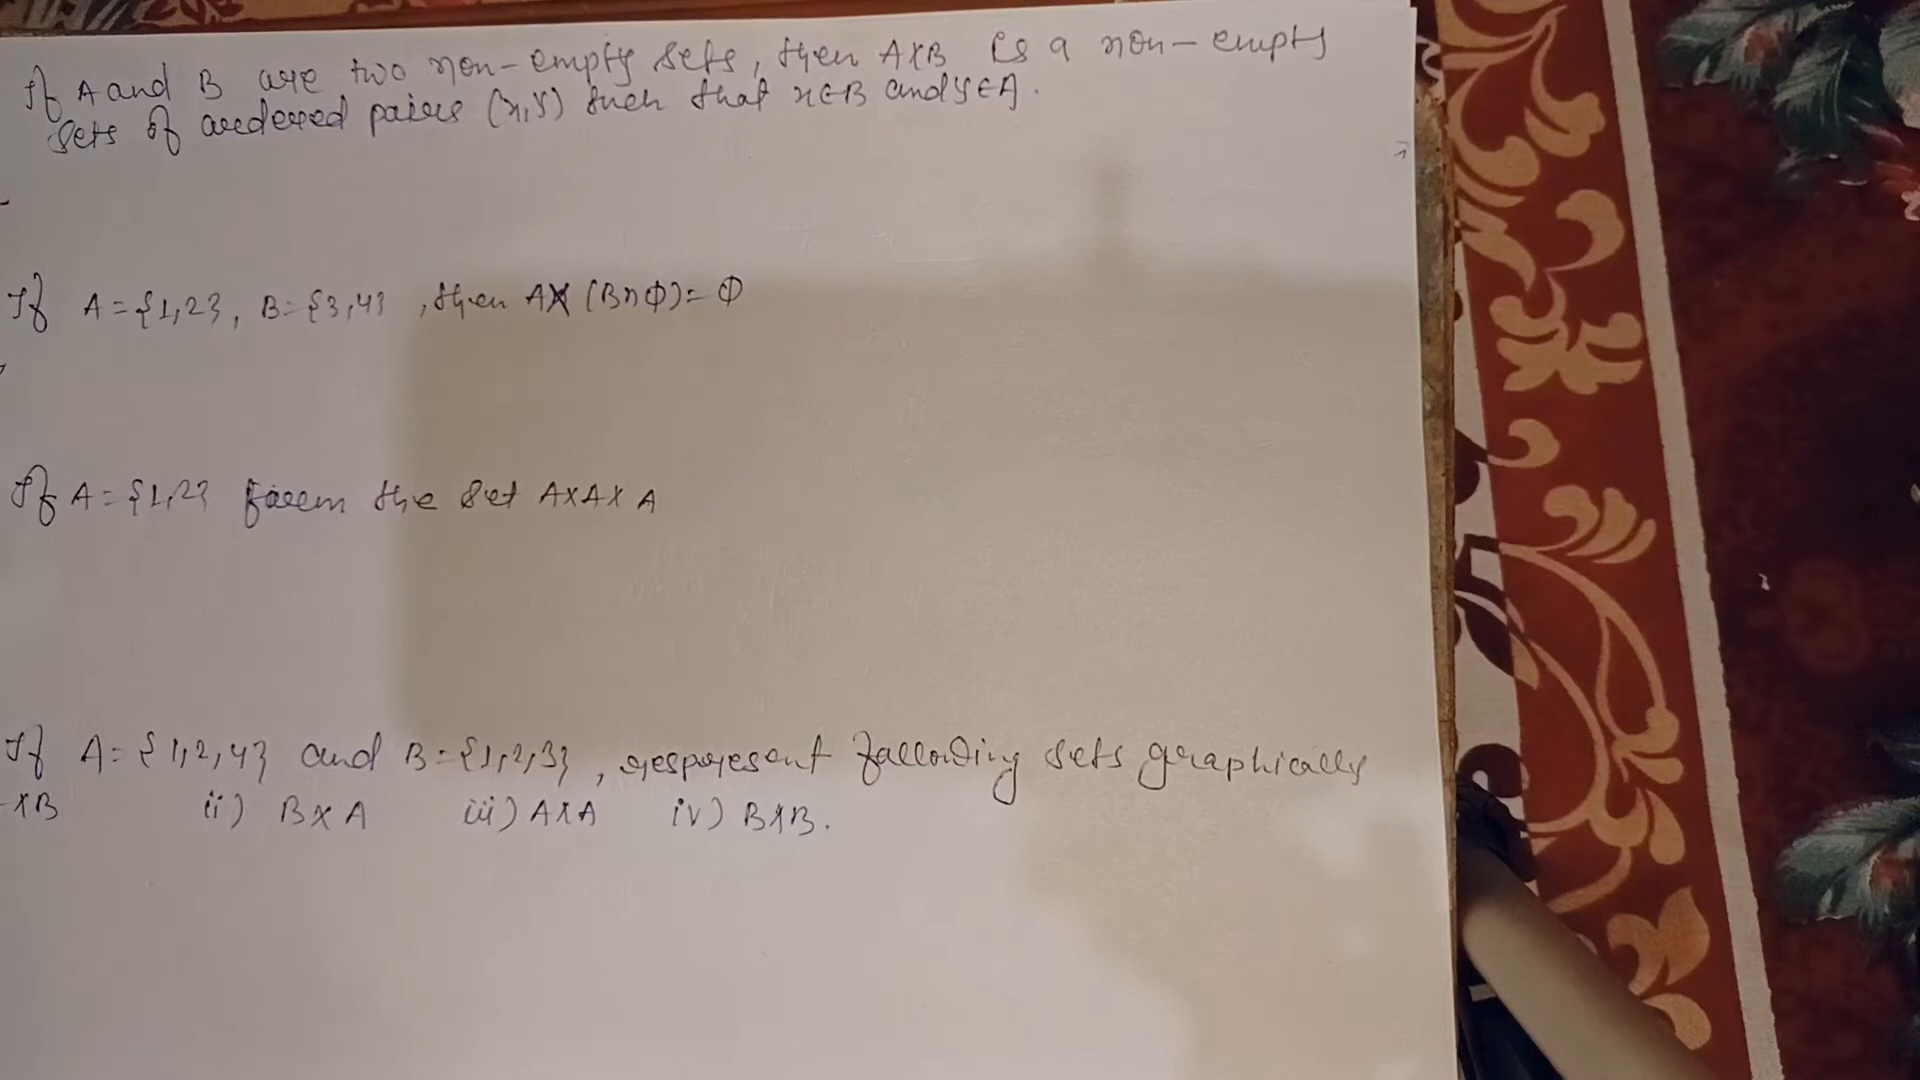 If A and B are two non-empty sets, then A×B is a non-empty
sets of ordered pairs (x,y) such that x∈B and y∈A.
If A={1,2}, B={3,4}, then A×(B∩Φ)=Φ
If A={1,2} form the set A×A×A
If A={1,2,4} and B={1,2,3}, respresent following sets graphically
×B ii) B×A iii) A×A iv) B×B.